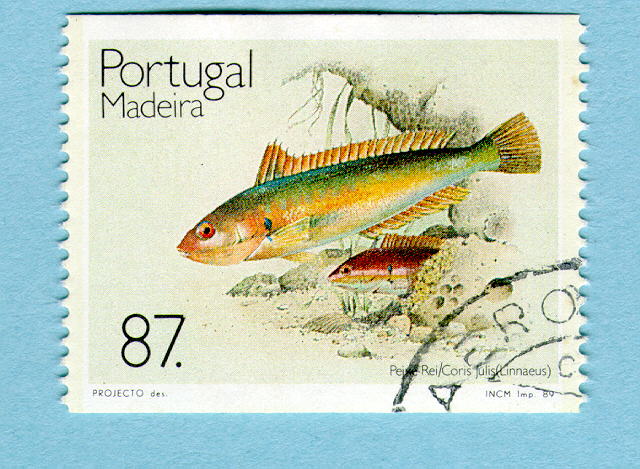 Portugal
Madeira
87.
Peixe Rei/Coris Julis(Linnaeus)
PROJECTO des.
INCM Imp. 89